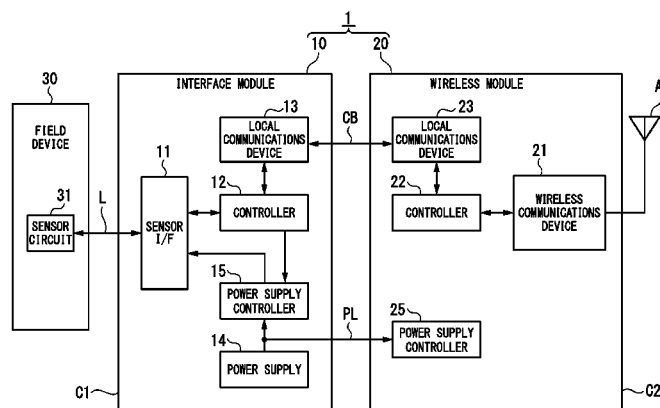 1
10
20
30
INTERFACE MODULE
WIRELESS MODULE
A
FIELD
DEVICE
13
LOCAL
COMMUNICATIONS
DEVICE
CB
23
LOCAL
COMMUNICATIONS
DEVICE
11
21
31
SENSOR
CIRCUIT
L
SENSOR
I/F
12
CONTROLLER
22
CONTROLLER
WIRELESS
COMMUNICATIONS
DEVICE
15
POWER SUPPLY
CONTROLLER
PL
25
POWER SUPPLY
CONTROLLER
14
POWER SUPPLY
C1
C2